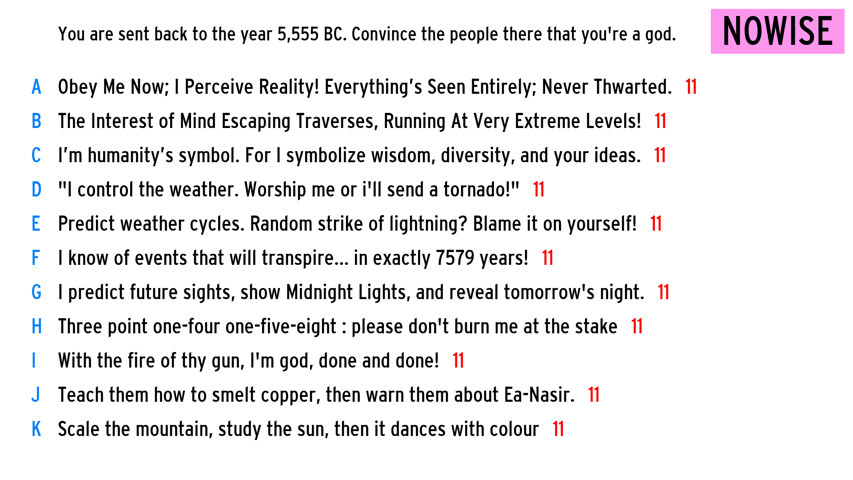 You are sent back to the year 5,555 BC. Convince the people there that you're a god.
NOWISE
A Obey Me Now; I Perceive Reality! Everything's Seen Entirely; Never Thwarted. 11
B The Interest of Mind Escaping Traverses, Running At Very Extreme Levels! 11
C I'm humanity's symbol. For I symbolize wisdom, diversity, and your ideas. 11
D "I control the weather. Worship me or i'll send a tornado!" 11
E Predict weather cycles. Random strike of lightning? Blame it on yourself! 11
F I know of events that will transpire... in exactly 7579 years! 11
G I predict future sights, show Midnight Lights, and reveal tomorrow's night. 11
H Three point one-four one-five-eight : please don't burn me at the stake 11
I With the fire of thy gun, I'm god, done and done! 11
J Teach them how to smelt copper, then warn them about Ea-Nasir. 11
K Scale the mountain, study the sun, then it dances with colour 11